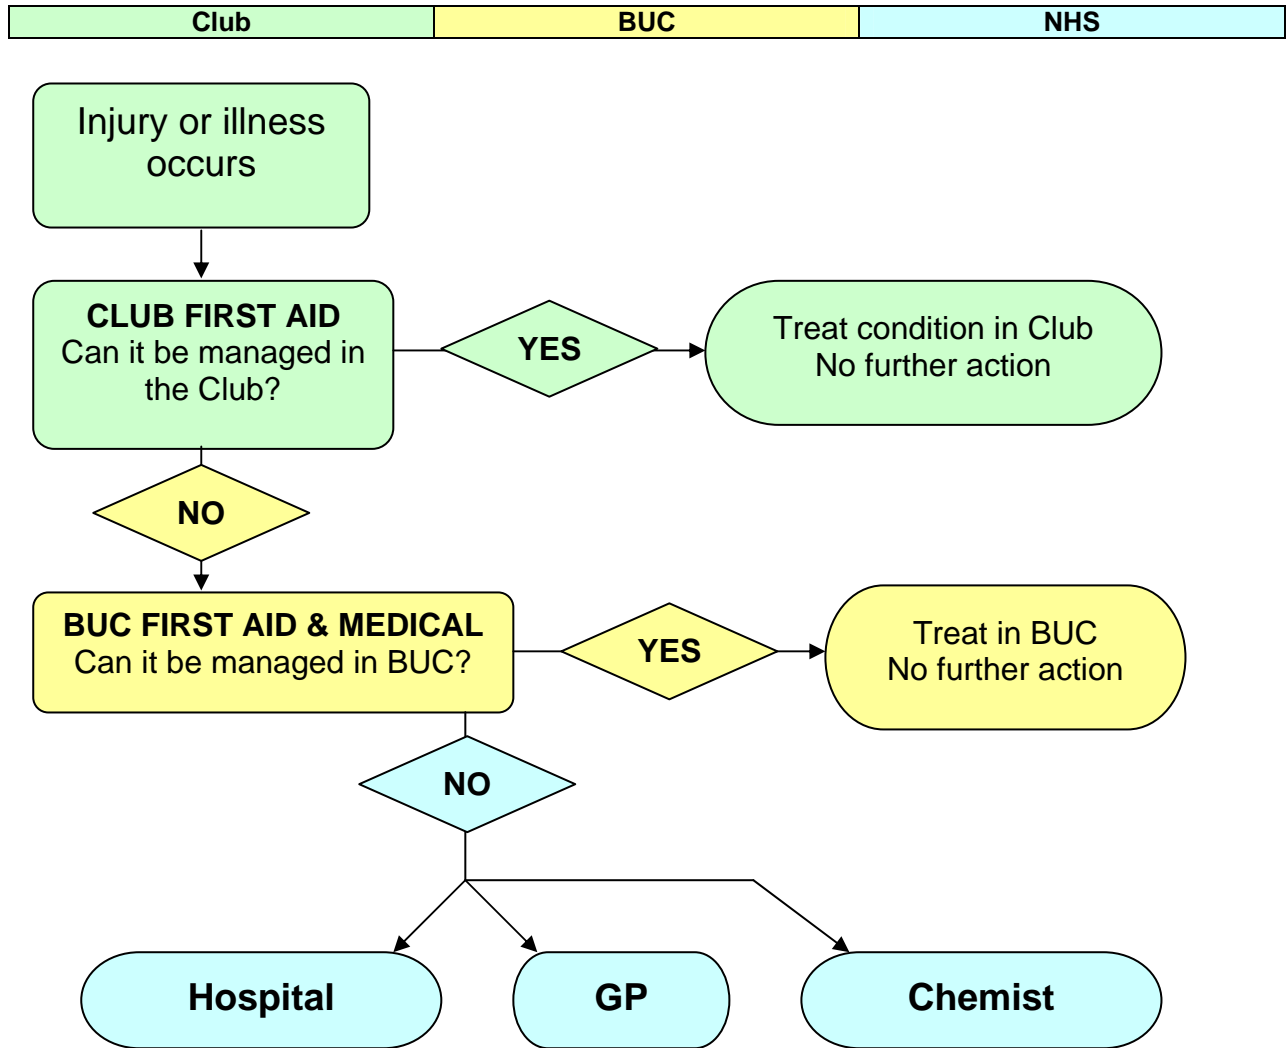 Club
BUC
NHS
Injury or illness
occurs
CLUB FIRST AID
Can it be managed in
the Club?
YES
Treat condition in Club
No further action
NO
BUC FIRST AID & MEDICAL
Can it be managed in BUC?
YES
Treat in BUC
No further action
NO
Hospital
GP
Chemist